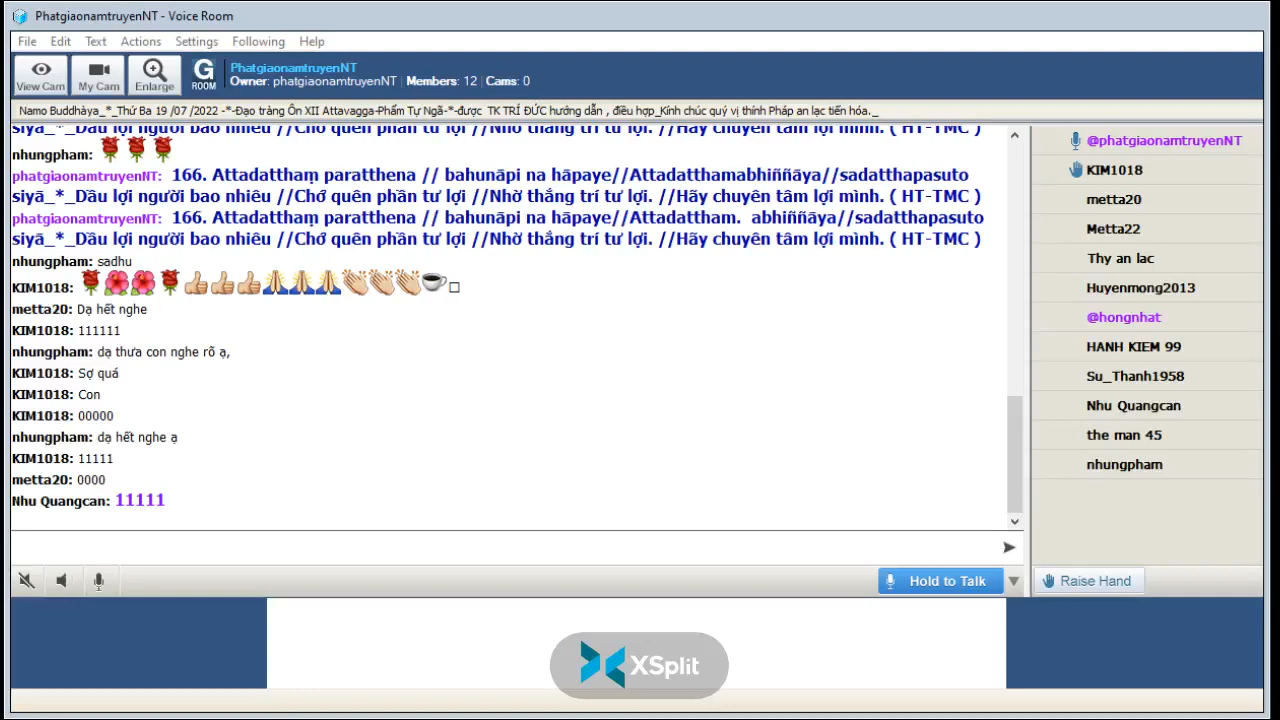 PhatgiaonamtruyenNT - Voice Room
File Edit Text Actions Settings Following Help
View Cam My Cam Enlarge G ROOM
PhatgiaonamtruyenNT
Owner: phatgiaonamtruyenNT | Members: 12 | Cams: 0
Namo Buddhàya_*_Thứ Ba 19 /07 /2022 -*-Đạo tràng Ôn XII Attavagga-Phẩm Tự Ngã-*-được TK TRÍ ĐỨC hướng dẫn , điều hợp_Kính chúc quý vị thính Pháp an lạc tiến hóa._
siyā_*_Dầu lợi người bao nhiêu //Chớ quên phần tư lợi //Nhờ thắng trí tư lợi. //Hãy chuyên tâm lợi mình. ( HT-TMC )
nhungpham:
phatgiaonamtruyenNT: 166. Attadatthaṃ paratthena // bahunāpi na hāpaye//Attadatthamabhiññāya//sadatthapasuto
siyā_*_Dầu lợi người bao nhiêu //Chớ quên phần tư lợi //Nhờ thắng trí tư lợi. //Hãy chuyên tâm lợi mình. ( HT-TMC )
phatgiaonamtruyenNT: 166. Attadatthaṃ paratthena // bahunāpi na hāpaye//Attadattham. abhiññāya//sadatthapasuto
siyā_*_Dầu lợi người bao nhiêu //Chớ quên phần tư lợi //Nhờ thắng trí tư lợi. //Hãy chuyên tâm lợi mình. ( HT-TMC )
nhungpham: sadhu
KIM1018:
metta20: Dạ hết nghe
KIM1018: 111111
nhungpham: dạ thưa con nghe rõ ạ,
KIM1018: Sợ quá
KIM1018: Con
KIM1018: 00000
nhungpham: dạ hết nghe ạ
KIM1018: 11111
metta20: 0000
Nhu Quangcan: 11111
@phatgiaonamtruyenNT
KIM1018
metta20
Metta22
Thy an lac
Huyenmong2013
@hongnhat
HANH KIEM 99
Su_Thanh1958
Nhu Quangcan
the man 45
nhungpham
Hold to Talk
Raise Hand
XSplit